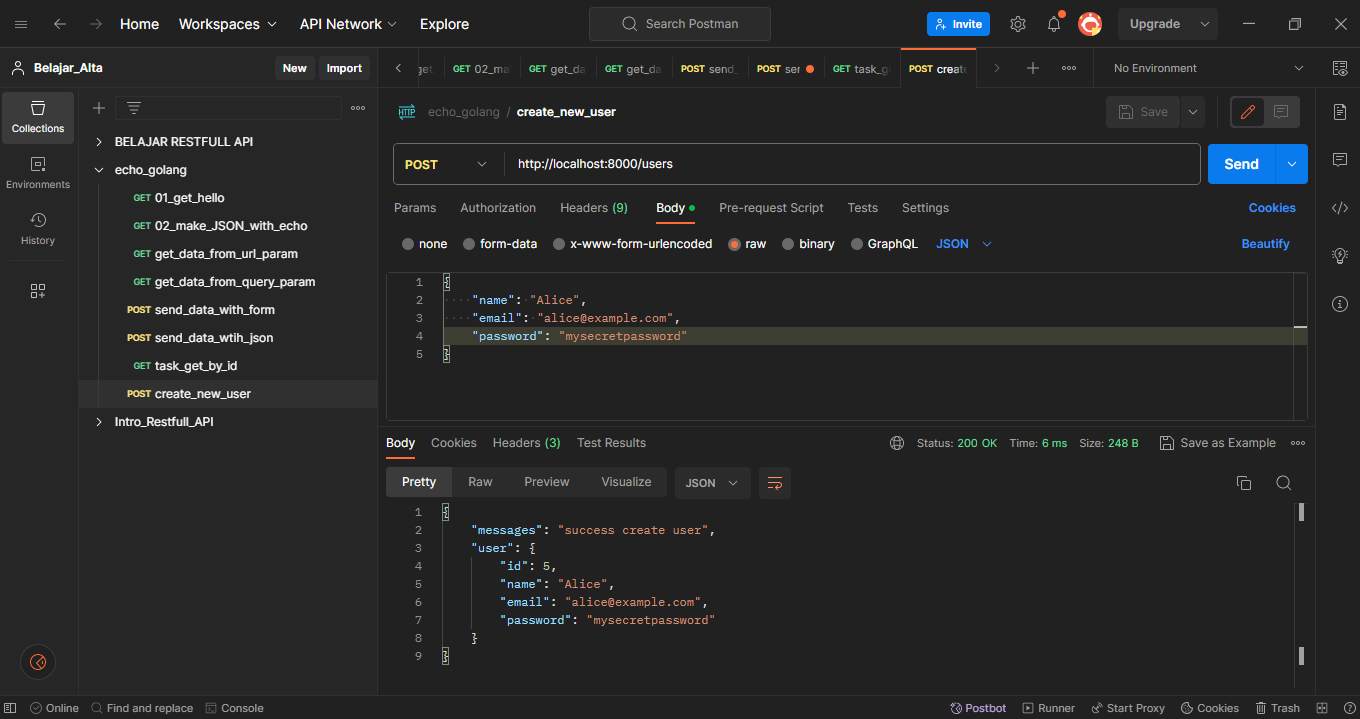 Home Workspaces API Network Explore Search Postman Invite Upgrade
Belajar_Alta New Import
get GET 02_ma GET get_da GET get_da POST send_ POST ser GET task_g POST create No Environment
Collections
Environments
History
BELAJAR RESTFULL API
echo_golang
GET 01_get_hello
GET 02_make_JSON_with_echo
GET get_data_from_url_param
GET get_data_from_query_param
POST send_data_with_form
POST send_data_wtih_json
GET task_get_by_id
POST create_new_user
Intro_Restfull_API
HTTP echo_golang / create_new_user Save
POST http://localhost:8000/users Send
Params Authorization Headers (9) Body Pre-request Script Tests Settings Cookies
none form-data x-www-form-urlencoded raw binary GraphQL JSON Beautify
1 {
2 "name": "Alice",
3 "email": "alice@example.com",
4 "password": "mysecretpassword"
5 }
Body Cookies Headers (3) Test Results Status: 200 OK Time: 6 ms Size: 248 B Save as Example
Pretty Raw Preview Visualize JSON
1 {
2 "messages": "success create user",
3 "user": {
4 "id": 5,
5 "name": "Alice",
6 "email": "alice@example.com",
7 "password": "mysecretpassword"
8 }
9 }
Online Find and replace Console Postbot Runner Start Proxy Cookies Trash